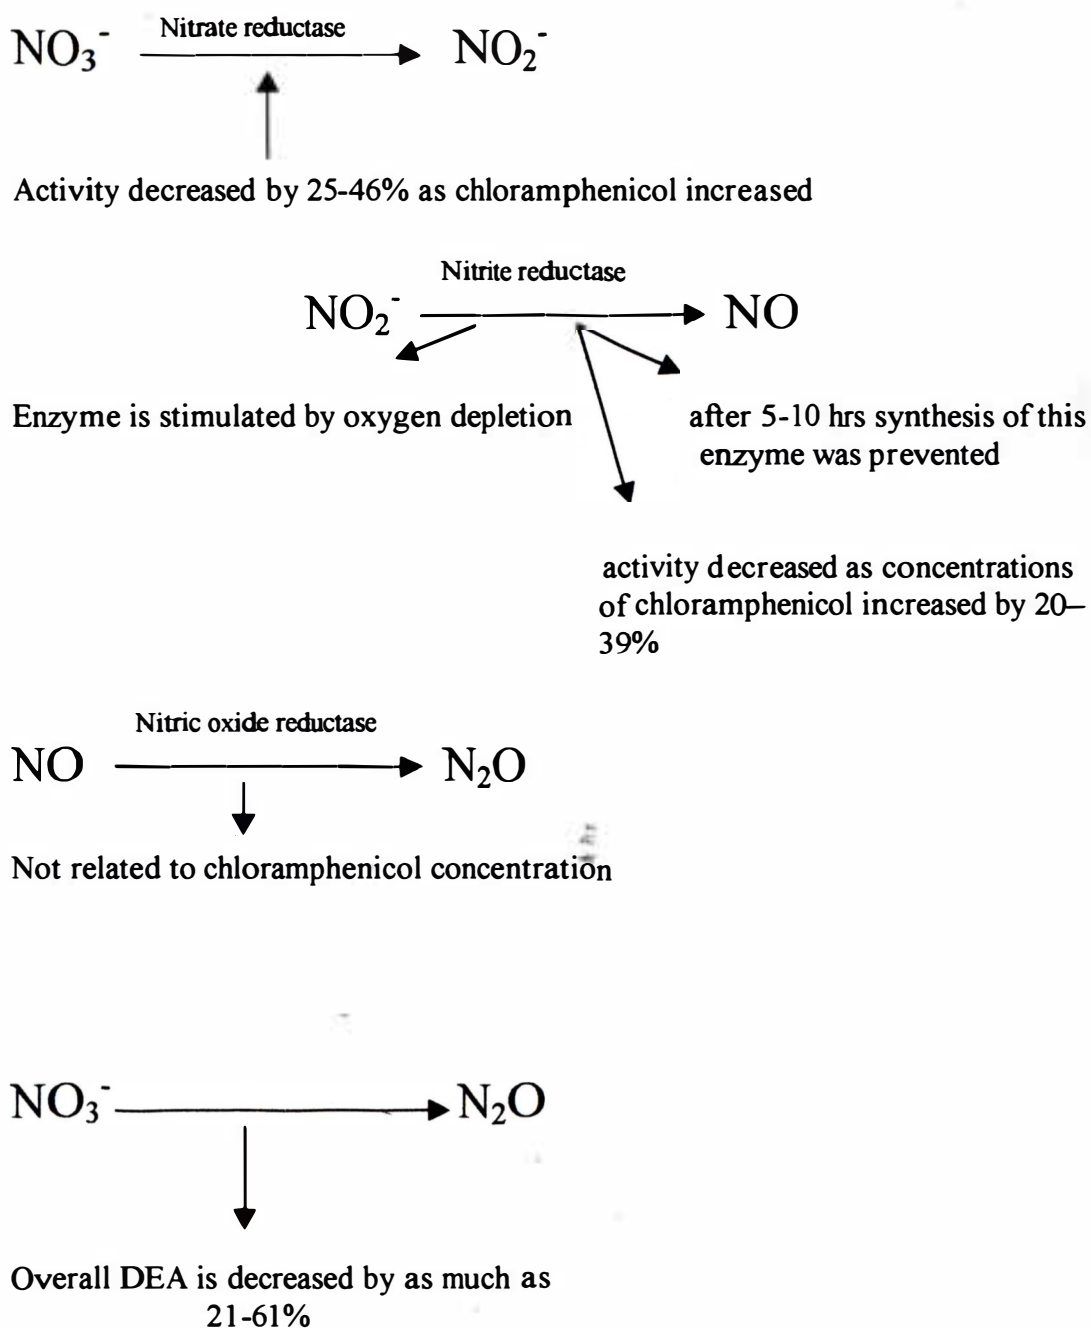 Nitrate reductase
NO₃⁻ NO₂⁻
Activity decreased by 25-46% as chloramphenicol increased
Nitrite reductase
NO₂⁻ NO
Enzyme is stimulated by oxygen depletion
after 5-10 hrs synthesis of this
enzyme was prevented
activity decreased as concentrations
of chloramphenicol increased by 20–
39%
Nitric oxide reductase
NO N₂O
Not related to chloramphenicol concentration
NO₃⁻ N₂O
Overall DEA is decreased by as much as
21-61%